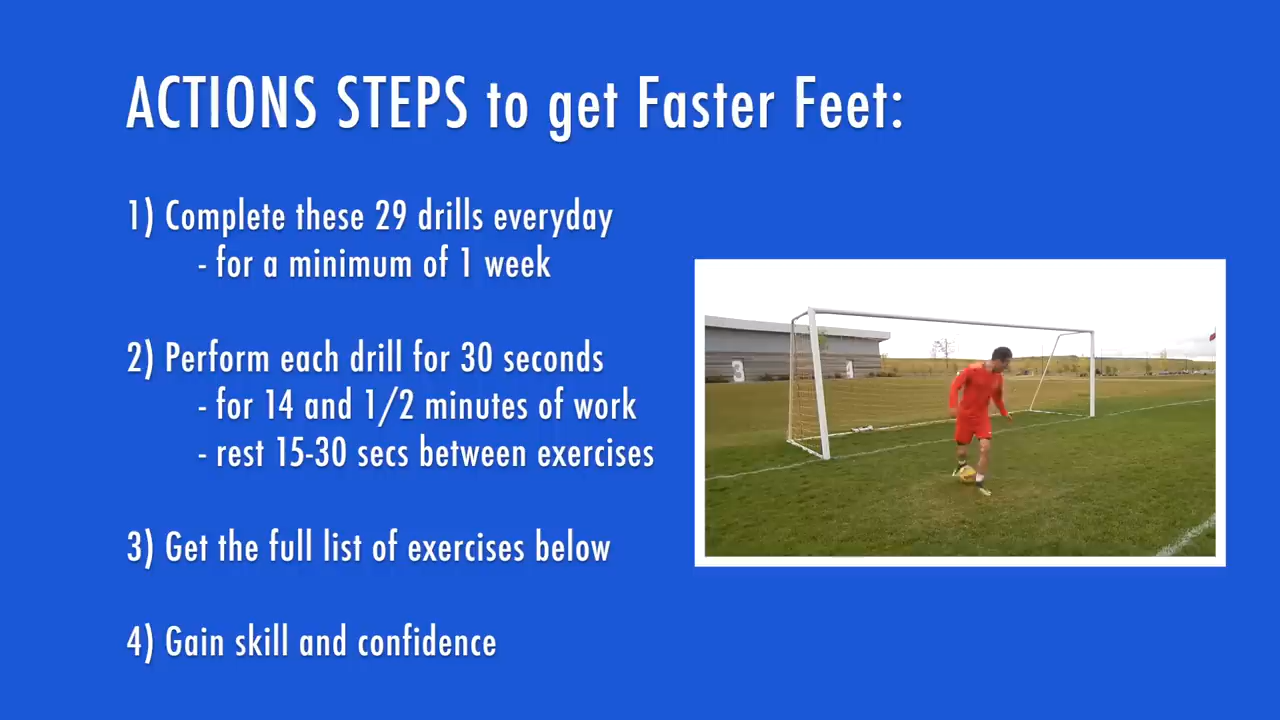 ACTIONS STEPS to get Faster Feet:
1) Complete these 29 drills everyday
- for a minimum of 1 week
2) Perform each drill for 30 seconds
- for 14 and 1/2 minutes of work
- rest 15-30 secs between exercises
3) Get the full list of exercises below
4) Gain skill and confidence
3